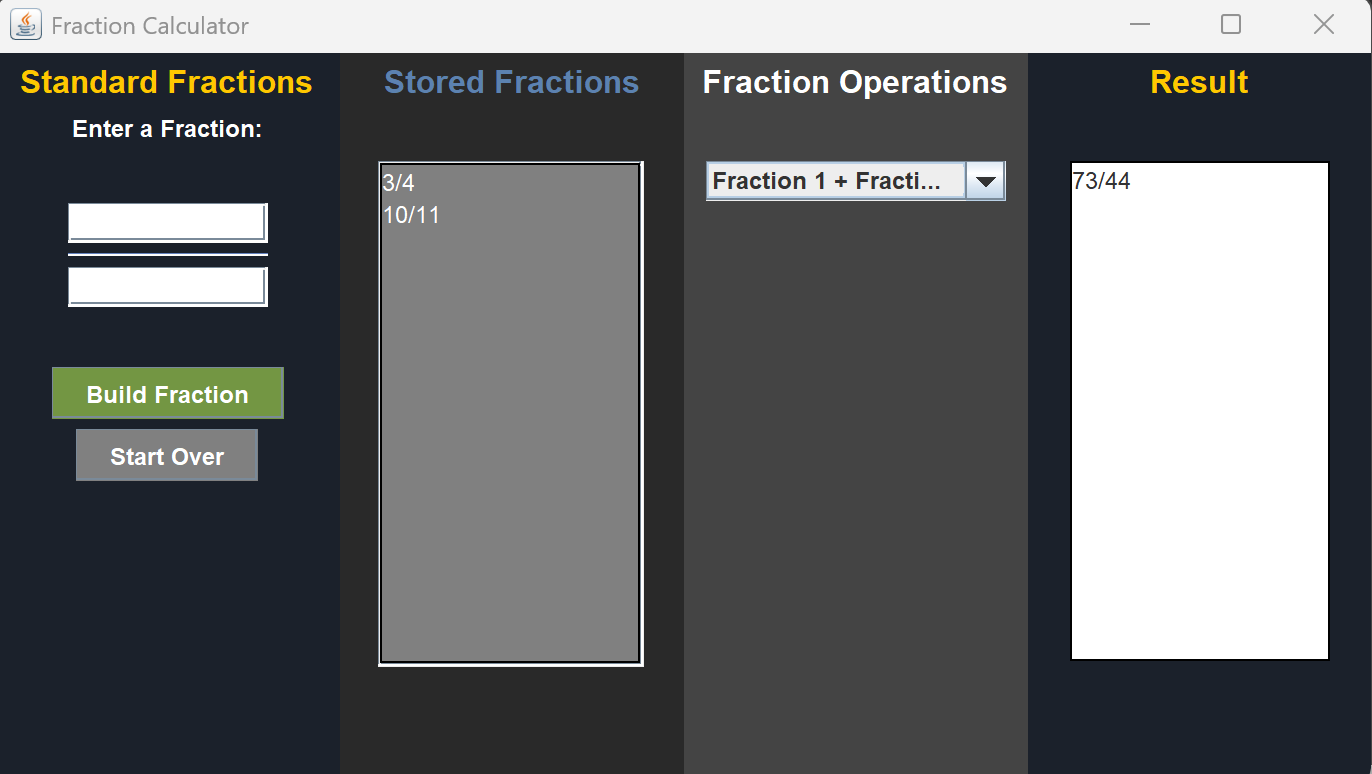 Fraction Calculator
Standard Fractions
Enter a Fraction:
Build Fraction
Start Over
Stored Fractions
3/4
10/11
Fraction Operations
Fraction 1 + Fracti...
Result
73/44